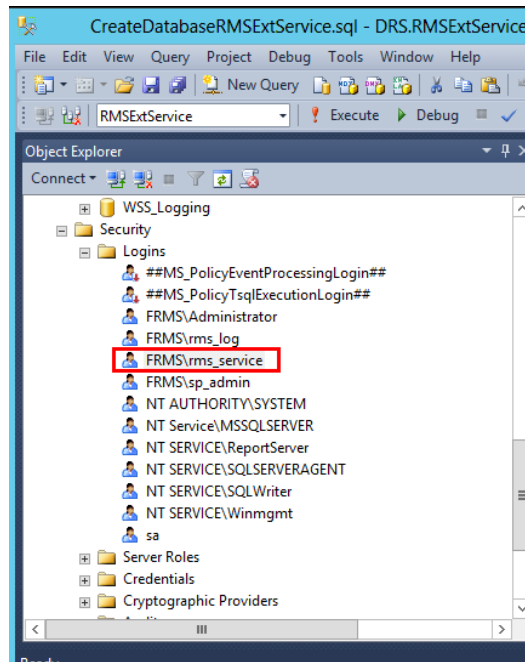 CreateDatabaseRMSExtService.sql - DRS.RMSExtService
File Edit View Query Project Debug Tools Window Help
New Query
RMSExtService Execute Debug
Object Explorer
Connect
WSS_Logging
Security
Logins
##MS_PolicyEventProcessingLogin##
##MS_PolicyTsqlExecutionLogin##
FRMS\Administrator
FRMS\rms_log
FRMS\rms_service
FRMS\sp_admin
NT AUTHORITY\SYSTEM
NT Service\MSSQLSERVER
NT SERVICE\ReportServer
NT SERVICE\SQLSERVERAGENT
NT SERVICE\SQLWriter
NT SERVICE\Winmgmt
sa
Server Roles
Credentials
Cryptographic Providers